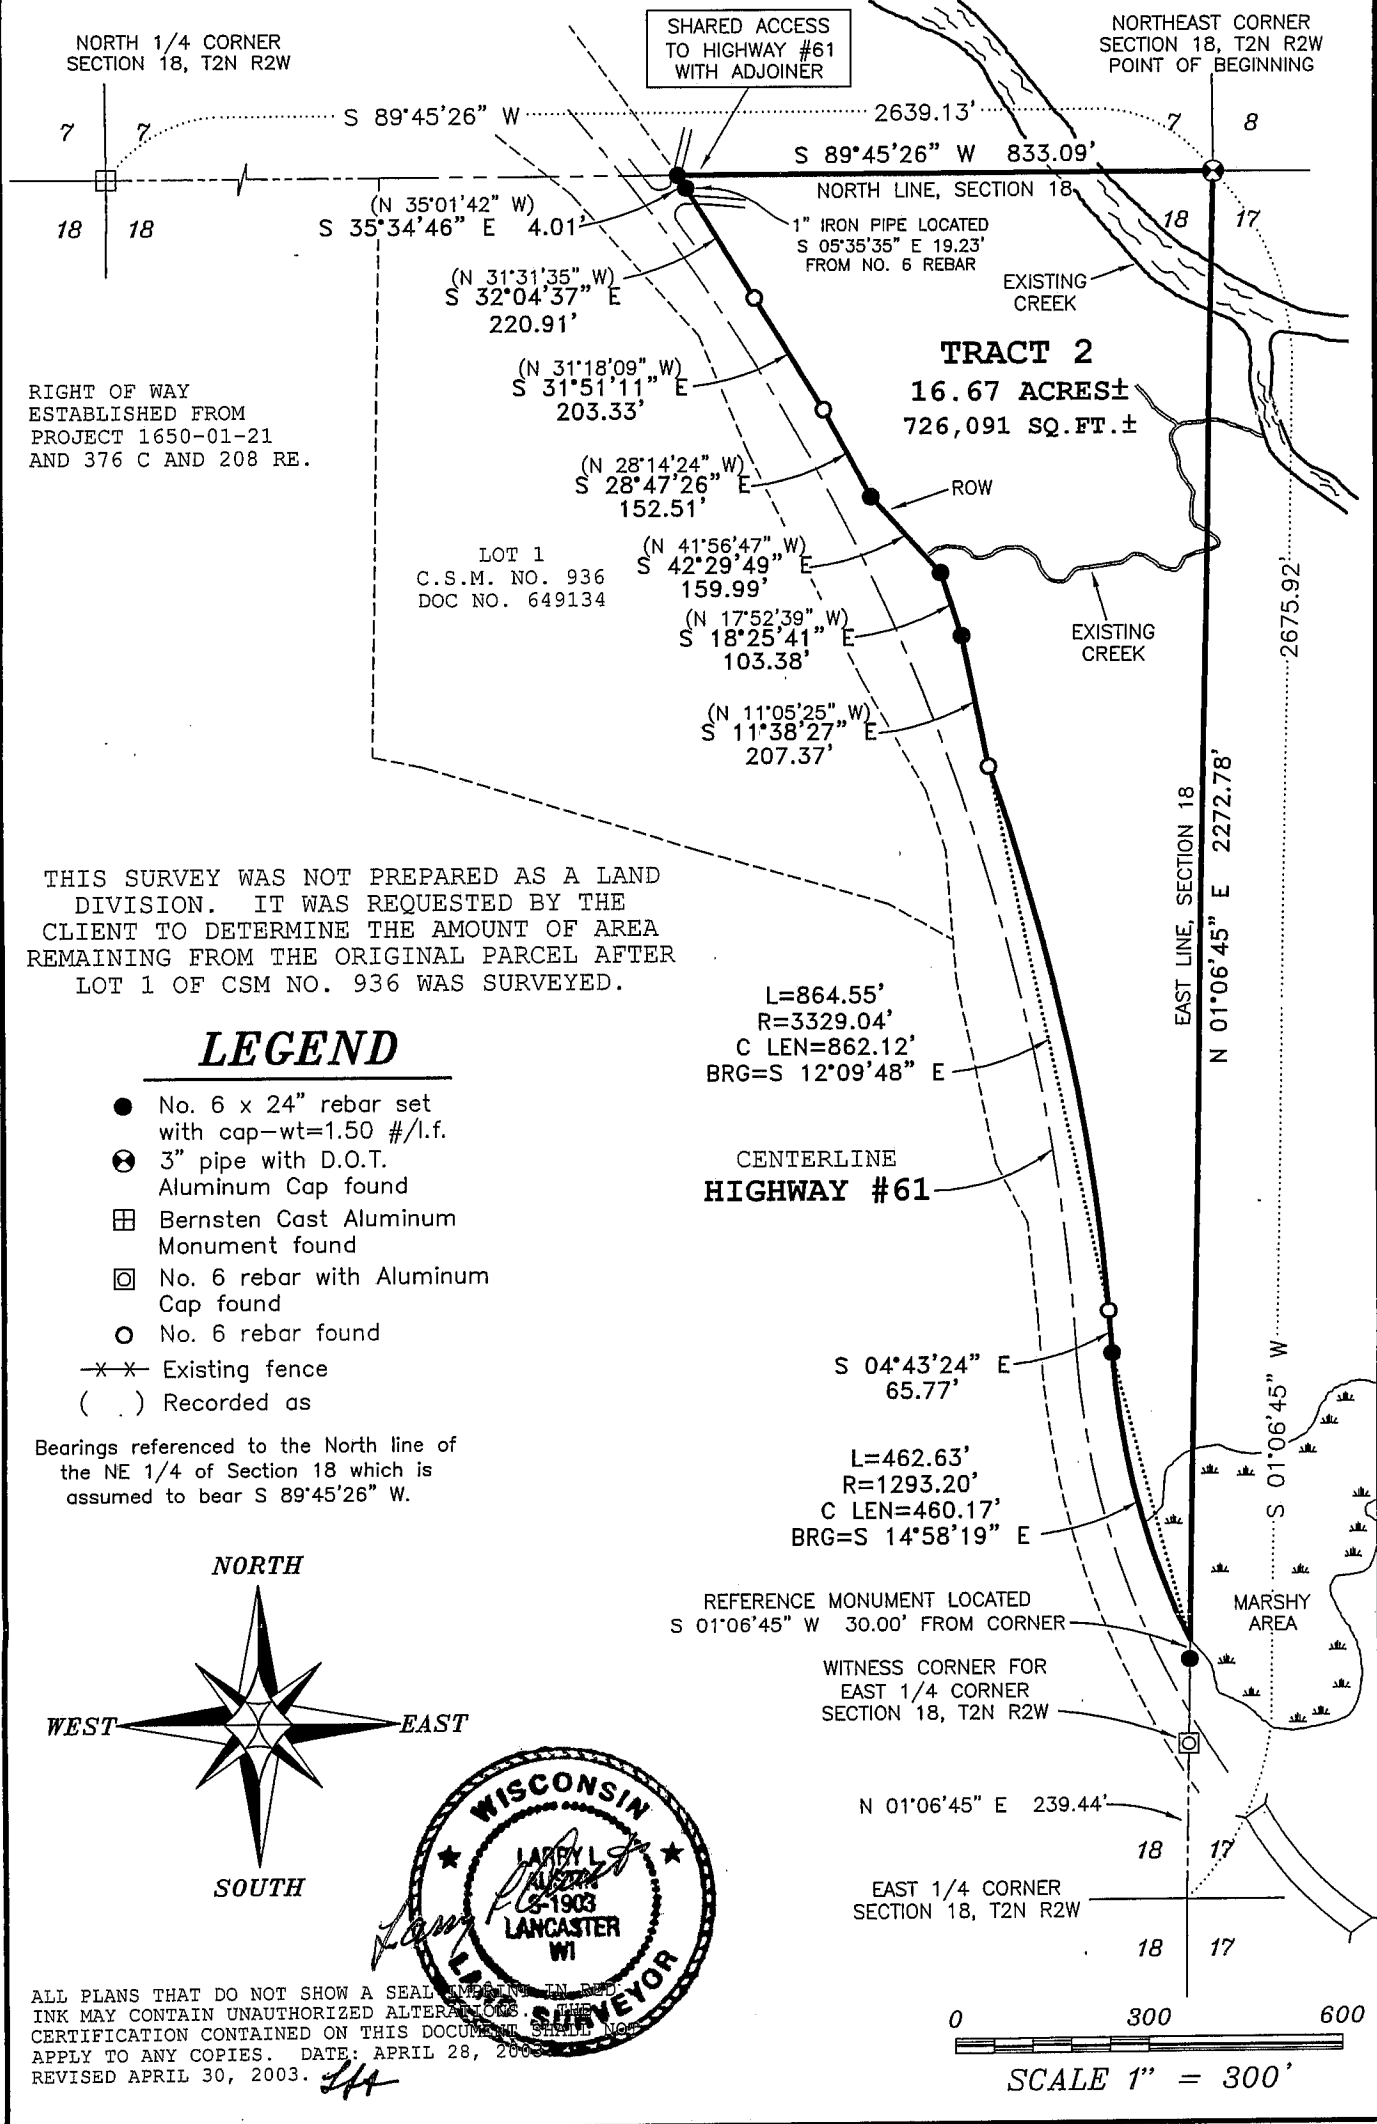 NORTH 1/4 CORNER
SECTION 18, T2N R2W
SHARED ACCESS
TO HIGHWAY #61
WITH ADJOINER
NORTHEAST CORNER
SECTION 18, T2N R2W
POINT OF BEGINNING
7
7
S 89°45'26" W
2639.13'
7
8
S 89°45'26" W 833.09'
NORTH LINE, SECTION 18
18
18
18
17
(N 35°01'42" W)
S 35°34'46" E 4.01'
1" IRON PIPE LOCATED
S 05°35'35" E 19.23'
FROM NO. 6 REBAR
(N 31°31'35" W)
S 32°04'37" E
220.91'
EXISTING
CREEK
TRACT 2
16.67 ACRES±
726,091 SQ.FT.±
(N 31°18'09" W)
S 31°51'11" E
203.33'
RIGHT OF WAY
ESTABLISHED FROM
PROJECT 1650-01-21
AND 376 C AND 208 RE.
(N 28°14'24" W)
S 28°47'26" E
152.51'
ROW
LOT 1
C.S.M. NO. 936
DOC NO. 649134
(N 41°56'47" W)
S 42°29'49" E
159.99'
(N 17°52'39" W)
S 18°25'41" E
103.38'
EXISTING
CREEK
2675.92'
(N 11°05'25" W)
S 11°38'27" E
207.37'
EAST LINE, SECTION 18
N 01°06'45" E 2272.78'
THIS SURVEY WAS NOT PREPARED AS A LAND
DIVISION. IT WAS REQUESTED BY THE
CLIENT TO DETERMINE THE AMOUNT OF AREA
REMAINING FROM THE ORIGINAL PARCEL AFTER
LOT 1 OF CSM NO. 936 WAS SURVEYED.
L=864.55'
R=3329.04'
C LEN=862.12'
BRG=S 12°09'48" E
LEGEND
No. 6 x 24" rebar set
with cap-wt=1.50 #/l.f.
3" pipe with D.O.T.
Aluminum Cap found
Bernsten Cast Aluminum
Monument found
No. 6 rebar with Aluminum
Cap found
No. 6 rebar found
Existing fence
( ) Recorded as
Bearings referenced to the North line of
the NE 1/4 of Section 18 which is
assumed to bear S 89°45'26" W.
CENTERLINE
HIGHWAY #61
S 04°43'24" E
65.77'
S 01°06'45" W
L=462.63'
R=1293.20'
C LEN=460.17'
BRG=S 14°58'19" E
REFERENCE MONUMENT LOCATED
S 01°06'45" W 30.00' FROM CORNER
MARSHY
AREA
WITNESS CORNER FOR
EAST 1/4 CORNER
SECTION 18, T2N R2W
NORTH
WEST
EAST
SOUTH
N 01°06'45" E 239.44'
18
17
EAST 1/4 CORNER
SECTION 18, T2N R2W
18
17
WISCONSIN
LARRY L.
AUSTIN
S-1903
LANCASTER
WI
LAND SURVEYOR
ALL PLANS THAT DO NOT SHOW A SEAL IMPRINT IN RED
INK MAY CONTAIN UNAUTHORIZED ALTERATIONS. THE
CERTIFICATION CONTAINED ON THIS DOCUMENT SHALL NOT
APPLY TO ANY COPIES. DATE: APRIL 28, 2003.
REVISED APRIL 30, 2003.
0 300 600
SCALE 1" = 300'